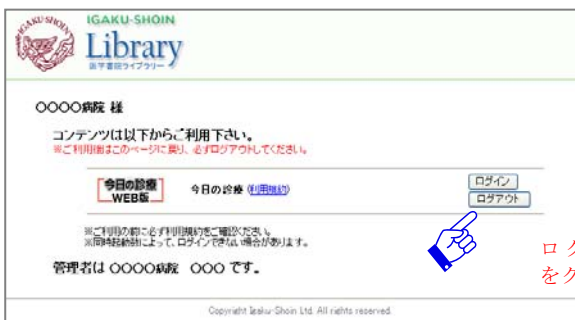 IGAKU-SHOIN
IGAKU-SHOIN
Library
医学書院ライブラリー
○○○○病院 様
コンテンツは以下からご利用下さい。
※ご利用後はこのページに戻り、必ずログアウトしてください。
今日の診療
WEB版
今日の診療 (利用規約)
ログイン
ログアウト
※ご利用の前に必ず利用規約をご確認ください。
※同時起動数によって、ログインできない場合があります。
管理者は ○○○○病院 ○○○ です。
ログ
をク
Copyright Igaku-Shoin Ltd. All rights reserved.